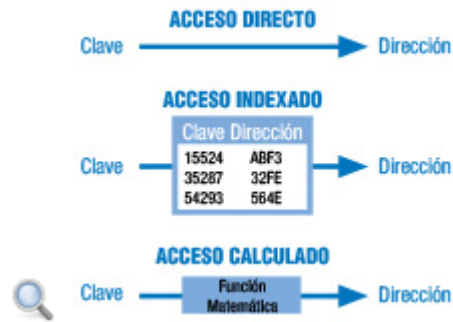 ACCESO DIRECTO
Clave Dirección
ACCESO INDEXADO
Clave Dirección
15524 ABF3
Clave 35287 32FE Dirección
54293 564E
ACCESO CALCULADO
Función
Clave Dirección
Matemática